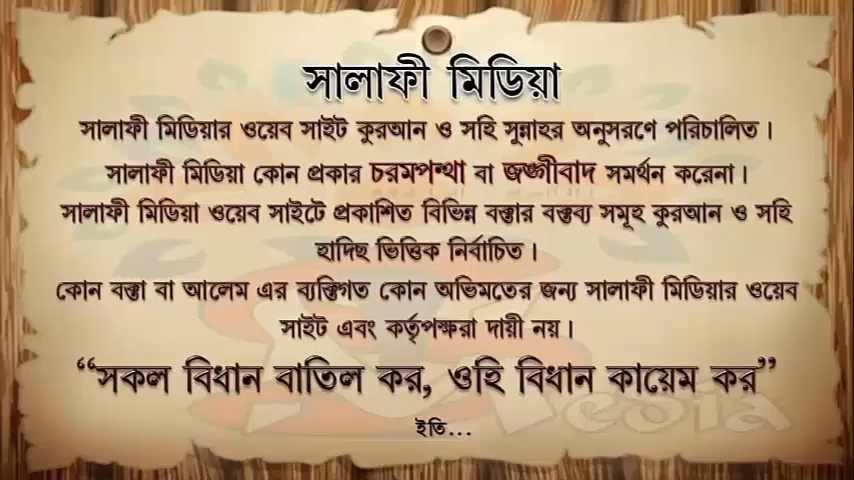 সালাফী মিডিয়া
সালাফী মিডিয়ার ওয়েব সাইট কুরআন ও সহি সুন্নাহর অনুসরণে পরিচালিত।
সালাফী মিডিয়া কোন প্রকার চরমপন্থা বা জঙ্গীবাদ সমর্থন করেনা।
সালাফী মিডিয়া ওয়েব সাইটে প্রকাশিত বিভিন্ন বক্তার বক্তব্য সমূহ কুরআন ও সহি
হাদিছ ভিত্তিক নির্বাচিত।
কোন বক্তা বা আলেম এর ব্যক্তিগত কোন অভিমতের জন্য সালাফী মিডিয়ার ওয়েব
সাইট এবং কর্তৃপক্ষরা দায়ী নয়।
“সকল বিধান বাতিল কর, ওহি বিধান কায়েম কর”
ইতি...